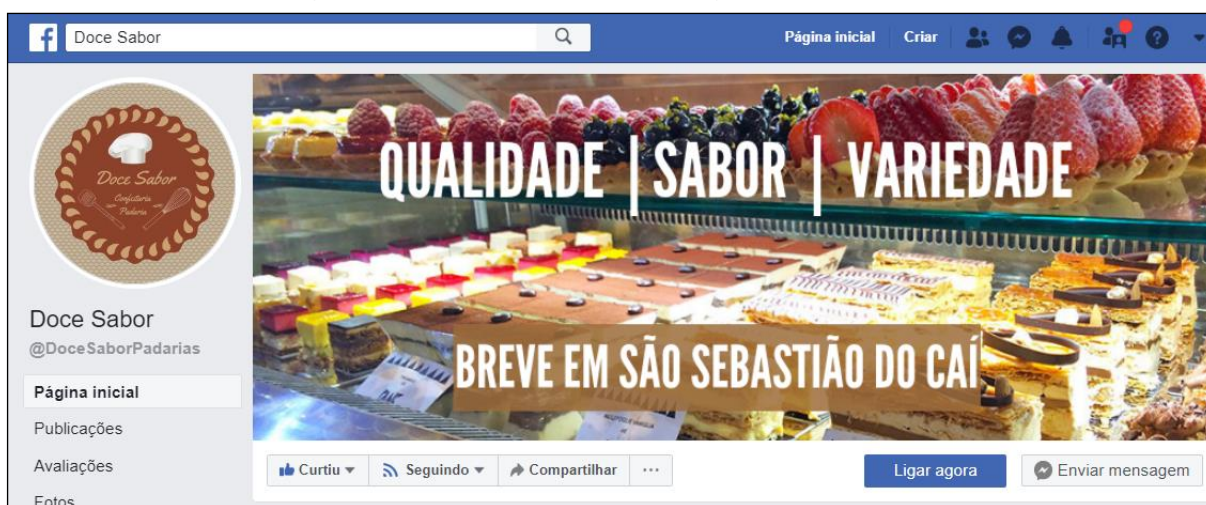 Doce Sabor
Página inicial
Criar
Doce Sabor
Confeitaria
Padaria
QUALIDADE | SABOR | VARIEDADE
BREVE EM SÃO SEBASTIÃO DO CAÍ
Doce Sabor
@DoceSaborPadarias
Página inicial
Publicações
Avaliações
Fotos
Curtiu
Seguindo
Compartilhar
Ligar agora
Enviar mensagem